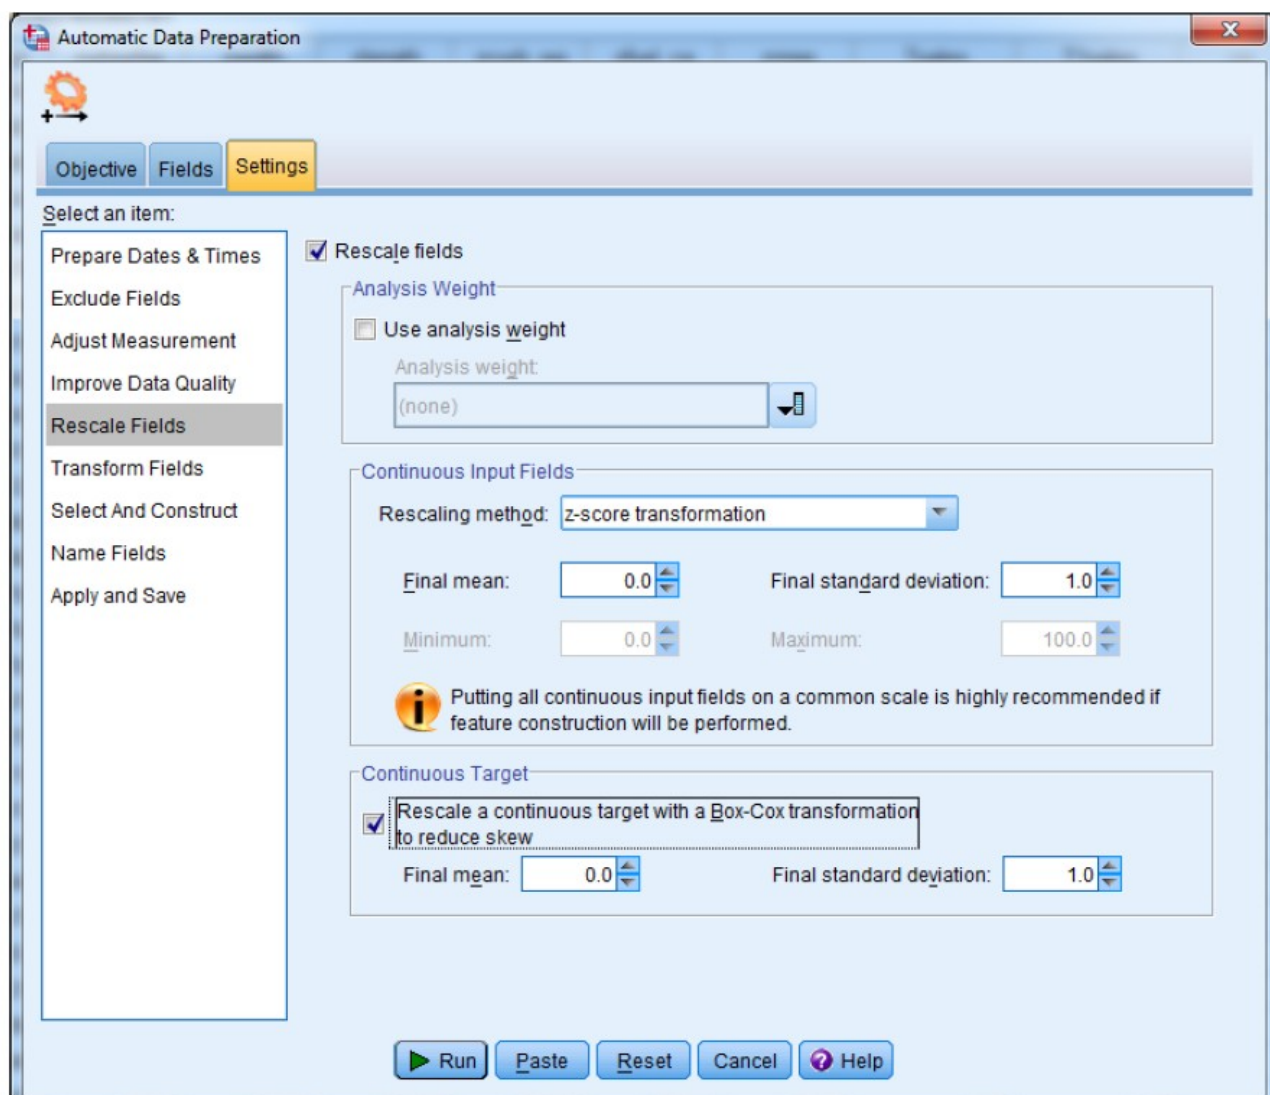 Automatic Data Preparation
Objective
Fields
Settings
Select an item:
Prepare Dates & Times
Exclude Fields
Adjust Measurement
Improve Data Quality
Rescale Fields
Transform Fields
Select And Construct
Name Fields
Apply and Save
Rescale fields
Analysis Weight
Use analysis weight
Analysis weight:
(none)
Continuous Input Fields
Rescaling method: z-score transformation
Final mean: 0.0 Final standard deviation: 1.0
Minimum: 0.0 Maximum: 100.0
Putting all continuous input fields on a common scale is highly recommended if
feature construction will be performed.
Continuous Target
Rescale a continuous target with a Box-Cox transformation
to reduce skew
Final mean: 0.0 Final standard deviation: 1.0
Run Paste Reset Cancel Help